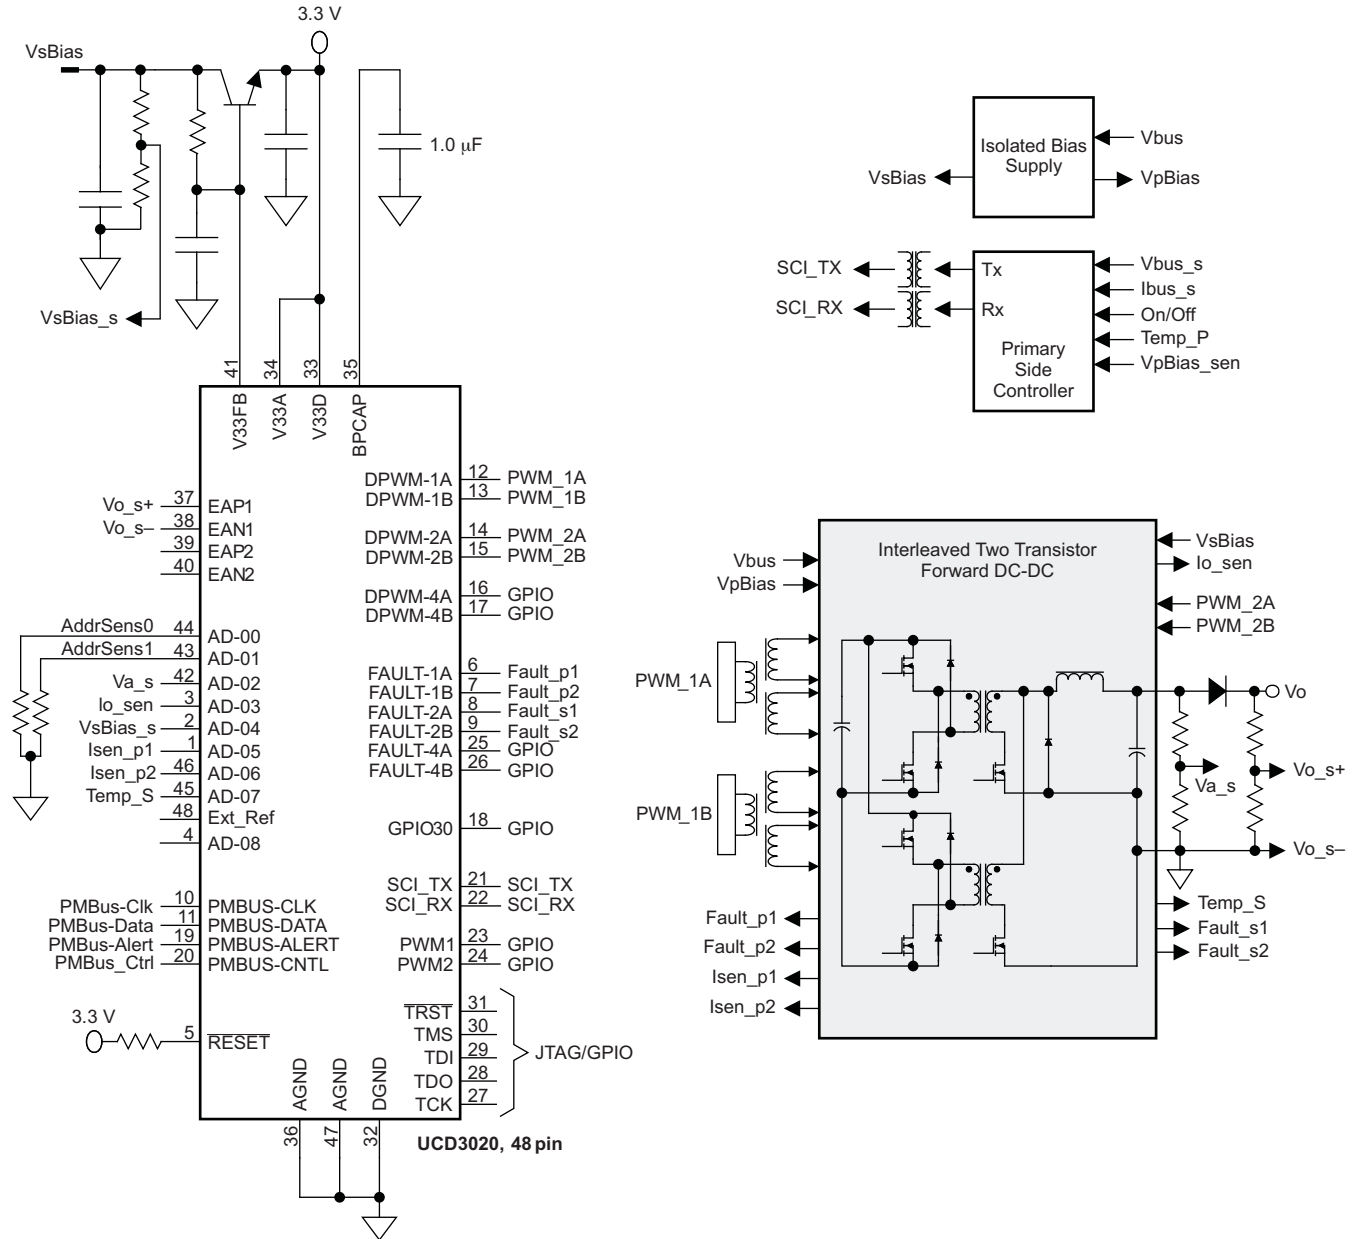 3.3 V
VsBias
1.0 μF
VsBias_s
41
34
33
35
V33FB
V33A
V33D
BPCAP
Vo_s+ 37 EAP1
Vo_s– 38 EAN1
39 EAP2
40 EAN2
AddrSens0 44 AD-00
AddrSens1 43 AD-01
Va_s 42 AD-02
Io_sen 3 AD-03
VsBias_s 2 AD-04
Isen_p1 1 AD-05
Isen_p2 46 AD-06
Temp_S 45 AD-07
48 Ext_Ref
4 AD-08
PMBus-Clk 10 PMBUS-CLK
PMBus-Data 11 PMBUS-DATA
PMBus-Alert 19 PMBUS-ALERT
PMBus_Ctrl 20 PMBUS-CNTL
3.3 V
5 RESET
DPWM-1A 12 PWM_1A
DPWM-1B 13 PWM_1B
DPWM-2A 14 PWM_2A
DPWM-2B 15 PWM_2B
DPWM-4A 16 GPIO
DPWM-4B 17 GPIO
FAULT-1A 6 Fault_p1
FAULT-1B 7 Fault_p2
FAULT-2A 8 Fault_s1
FAULT-2B 9 Fault_s2
FAULT-4A 25 GPIO
FAULT-4B 26 GPIO
GPIO30 18 GPIO
SCI_TX 21 SCI_TX
SCI_RX 22 SCI_RX
PWM1 23 GPIO
PWM2 24 GPIO
TRST 31
TMS 30
TDI 29
TDO 28
TCK 27
JTAG/GPIO
AGND
AGND
DGND
36
47
32
UCD3020, 48 pin
Isolated Bias
Supply
Vbus
VpBias
VsBias
SCI_TX
SCI_RX
Tx
Rx
Primary
Side
Controller
Vbus_s
Ibus_s
On/Off
Temp_P
VpBias_sen
Interleaved Two Transistor
Forward DC-DC
Vbus
VpBias
PWM_1A
PWM_1B
Fault_p1
Fault_p2
Isen_p1
Isen_p2
VsBias
Io_sen
PWM_2A
PWM_2B
Vo
Va_s
Vo_s+
Vo_s–
Temp_S
Fault_s1
Fault_s2